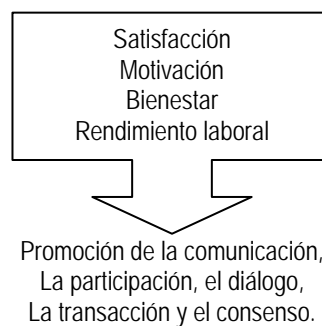 Satisfacción
Motivación
Bienestar
Rendimiento laboral
Promoción de la comunicación,
La participación, el diálogo,
La transacción y el consenso.